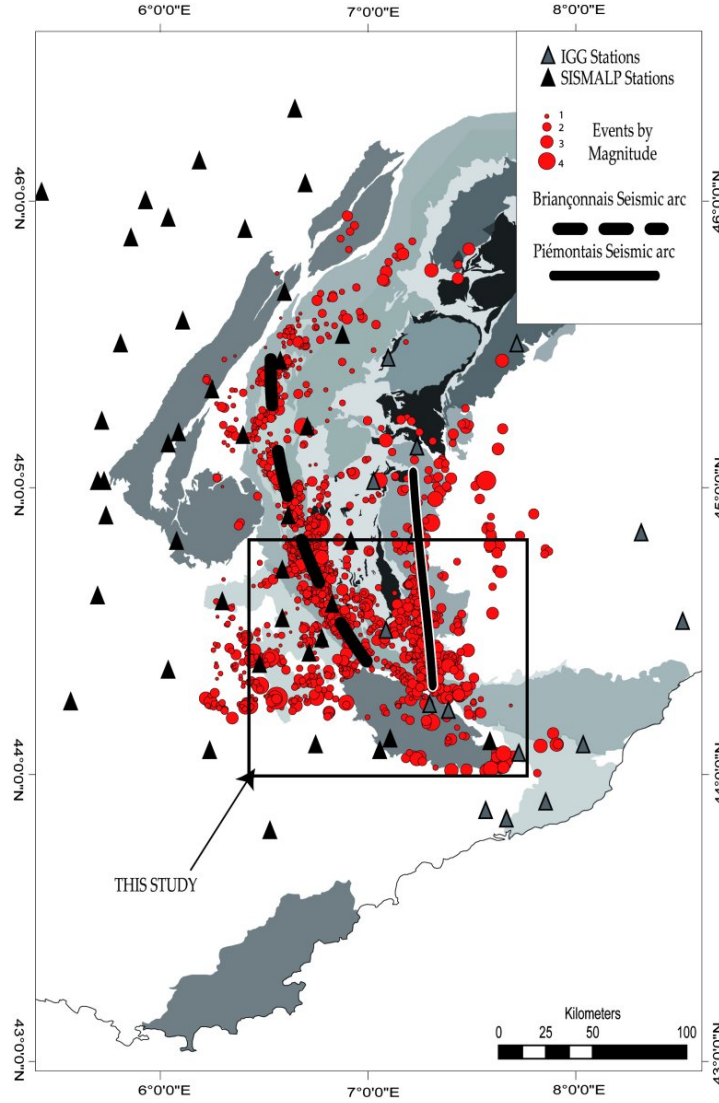 6°0'0"E 7°0'0"E 8°0'0"E
IGG Stations
SISMALP Stations
1
2
3
4
Events by
Magnitude
Briançonnais Seismic arc
Piémontais Seismic arc
46°0'0"N 46°0'0"N
45°0'0"N 45°0'0"N
44°0'0"N 44°0'0"N
THIS STUDY
Kilometers
0 25 50 100
43°0'0"N 43°0'0"N
6°0'0"E 7°0'0"E 8°0'0"E